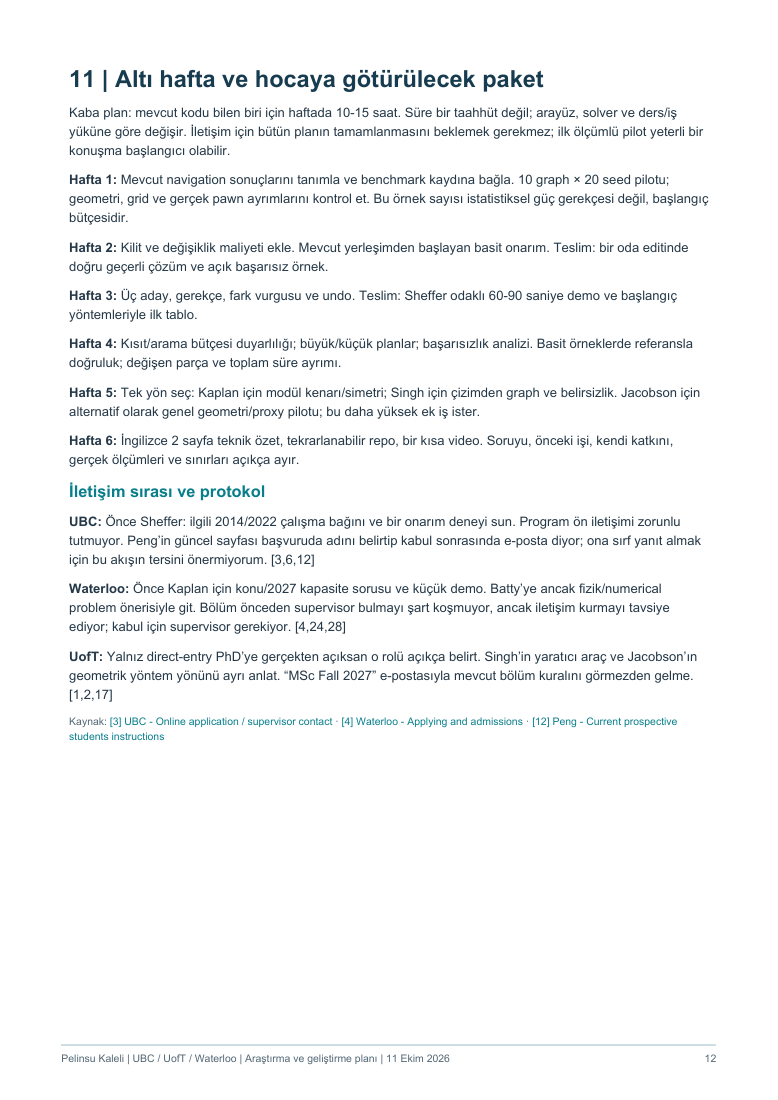 11 | Altı hafta ve hocaya götürülecek paket
Kaba plan: mevcut kodu bilen biri için haftada 10-15 saat. Süre bir taahhüt değil; arayüz, solver ve ders/iş
yüküne göre değişir. İletişim için bütün planın tamamlanmasını beklemek gerekmez; ilk ölçümlü pilot yeterli bir
konuşma başlangıcı olabilir.
Hafta 1: Mevcut navigation sonuçlarını tanımla ve benchmark kaydına bağla. 10 graph × 20 seed pilotu;
geometri, grid ve gerçek pawn ayrımlarını kontrol et. Bu örnek sayısı istatistiksel güç gerekçesi değil, başlangıç
bütçesidir.
Hafta 2: Kilit ve değişiklik maliyeti ekle. Mevcut yerleşimden başlayan basit onarım. Teslim: bir oda editinde
doğru geçerli çözüm ve açık başarısız örnek.
Hafta 3: Üç aday, gerekçe, fark vurgusu ve undo. Teslim: Sheffer odaklı 60-90 saniye demo ve başlangıç
yöntemleriyle ilk tablo.
Hafta 4: Kısıt/arama bütçesi duyarlılığı; büyük/küçük planlar; başarısızlık analizi. Basit örneklerde referansla
doğruluk; değişen parça ve toplam süre ayrımı.
Hafta 5: Tek yön seç: Kaplan için modül kenarı/simetri; Singh için çizimden graph ve belirsizlik. Jacobson için
alternatif olarak genel geometri/proxy pilotu; bu daha yüksek ek iş ister.
Hafta 6: İngilizce 2 sayfa teknik özet, tekrarlanabilir repo, bir kısa video. Soruyu, önceki işi, kendi katkını,
gerçek ölçümleri ve sınırları açıkça ayır.
İletişim sırası ve protokol
UBC: Önce Sheffer: ilgili 2014/2022 çalışma bağını ve bir onarım deneyi sun. Program ön iletişimi zorunlu
tutmuyor. Peng’in güncel sayfası başvuruda adını belirtip kabul sonrasında e-posta diyor; ona sırf yanıt almak
için bu akışın tersini önermiyorum. [3,6,12]
Waterloo: Önce Kaplan için konu/2027 kapasite sorusu ve küçük demo. Batty’ye ancak fizik/numerical
problem önerisiyle git. Bölüm önceden supervisor bulmayı şart koşmuyor, ancak iletişim kurmayı tavsiye
ediyor; kabul için supervisor gerekiyor. [4,24,28]
UofT: Yalnız direct-entry PhD’ye gerçekten açıksan o rolü açıkça belirt. Singh’in yaratıcı araç ve Jacobson’ın
geometrik yöntem yönünü ayrı anlat. “MSc Fall 2027” e-postasıyla mevcut bölüm kuralını görmezden gelme.
[1,2,17]
Kaynak: [3] UBC - Online application / supervisor contact · [4] Waterloo - Applying and admissions · [12] Peng - Current prospective
students instructions
Pelinsu Kaleli | UBC / UofT / Waterloo | Araştırma ve geliştirme planı | 11 Ekim 2026
12